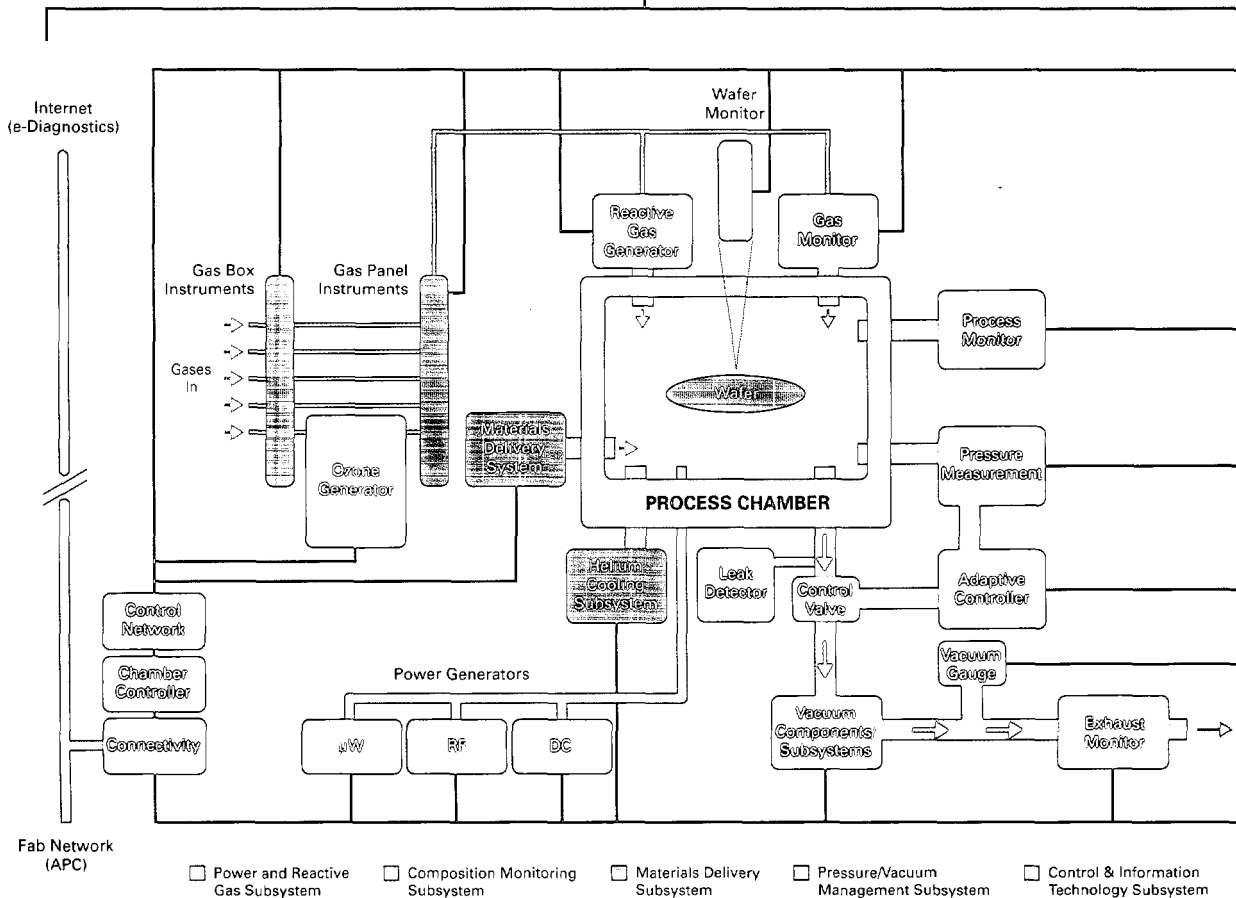 Internet
(e-Diagnostics)
Wafer
Monitor
Reactive
Gas
Generator
Gas
Monitor
Gas Box
Instruments
Gas Panel
Instruments
Process
Monitor
Gases
In
Wafer
Materials
Delivery
System
Pressure
Measurement
Ozone
Generator
PROCESS CHAMBER
Helium
Cooling
Subsystem
Leak
Detector
Control
Valve
Adaptive
Controller
Control
Network
Chamber
Controller
Vacuum
Gauge
Power Generators
Connectivity
μW
RF
DC
Vacuum
Components/
Subsystems
Exhaust
Monitor
Fab Network
(APC)
Power and Reactive
Gas Subsystem
Composition Monitoring
Subsystem
Materials Delivery
Subsystem
Pressure/Vacuum
Management Subsystem
Control & Information
Technology Subsystem